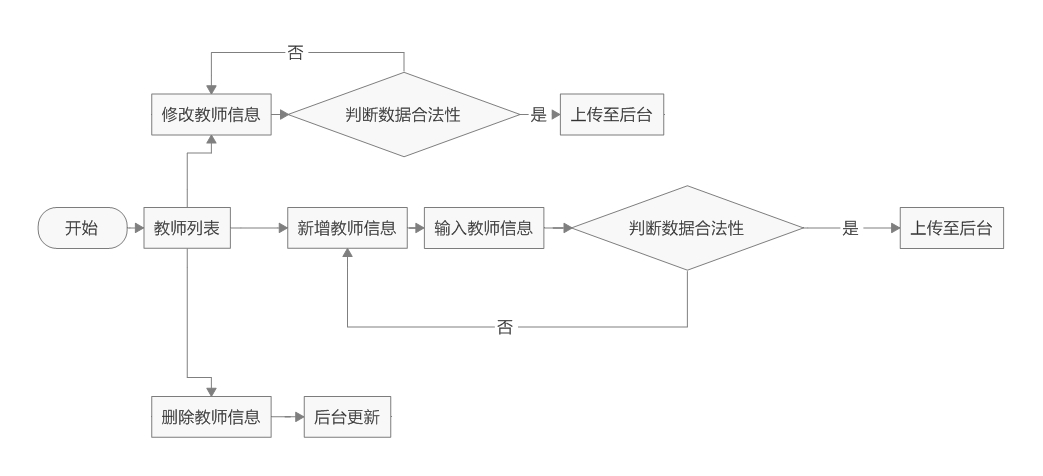 否
修改教师信息
判断数据合法性
是
上传至后台
开始
教师列表
新增教师信息
输入教师信息
判断数据合法性
是
上传至后台
否
删除教师信息
后台更新